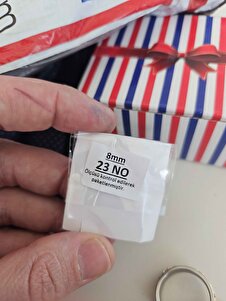 8mm
23 NO
Ölçüsü kontrol edilerek
paketlenmiştir.